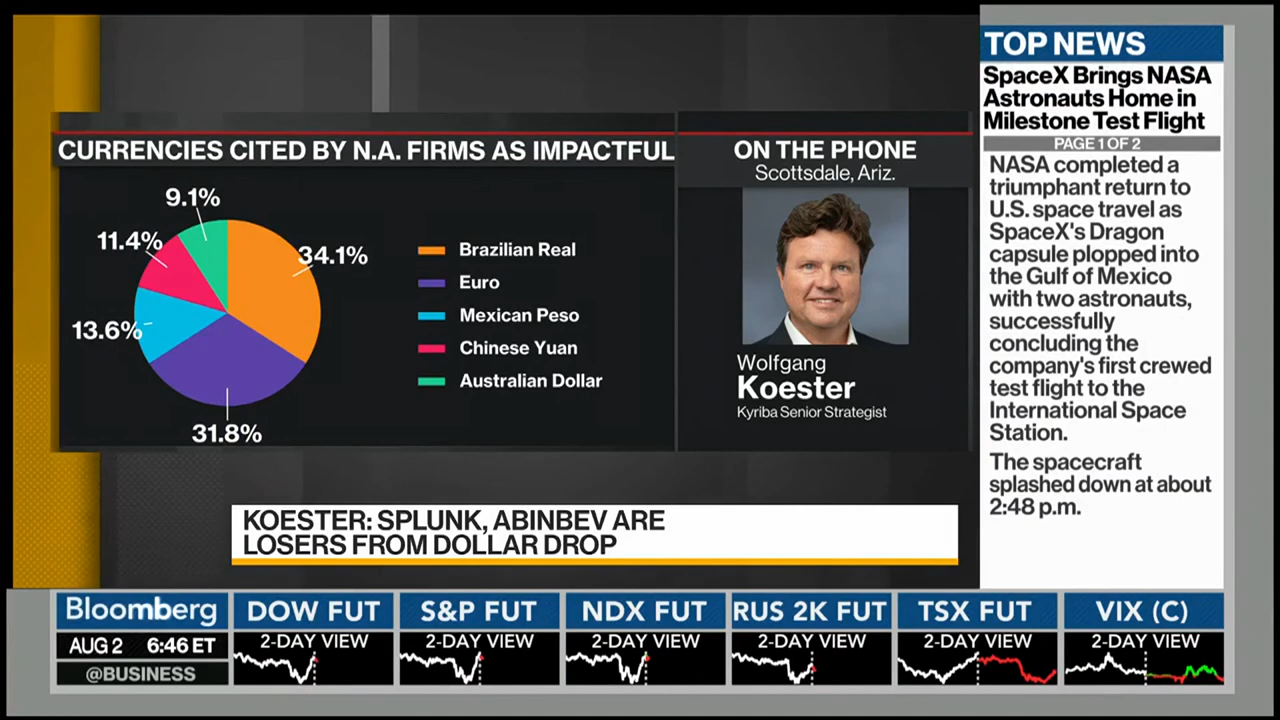 CURRENCIES CITED BY N.A. FIRMS AS IMPACTFUL
9.1%
11.4%
34.1%
13.6%
31.8%
Brazilian Real
Euro
Mexican Peso
Chinese Yuan
Australian Dollar
ON THE PHONE
Scottsdale, Ariz.
Wolfgang
Koester
Kyriba Senior Strategist
KOESTER: SPLUNK, ABINBEV ARE
LOSERS FROM DOLLAR DROP
TOP NEWS
SpaceX Brings NASA
Astronauts Home in
Milestone Test Flight
PAGE 1 OF 2
NASA completed a
triumphant return to
U.S. space travel as
SpaceX's Dragon
capsule plopped into
the Gulf of Mexico
with two astronauts,
successfully
concluding the
company's first crewed
test flight to the
International Space
Station.
The spacecraft
splashed down at about
2:48 p.m.
Bloomberg
AUG 2 6:46 ET
@BUSINESS
DOW FUT
2-DAY VIEW
S&P FUT
2-DAY VIEW
NDX FUT
2-DAY VIEW
RUS 2K FUT
2-DAY VIEW
TSX FUT
2-DAY VIEW
VIX (C)
2-DAY VIEW